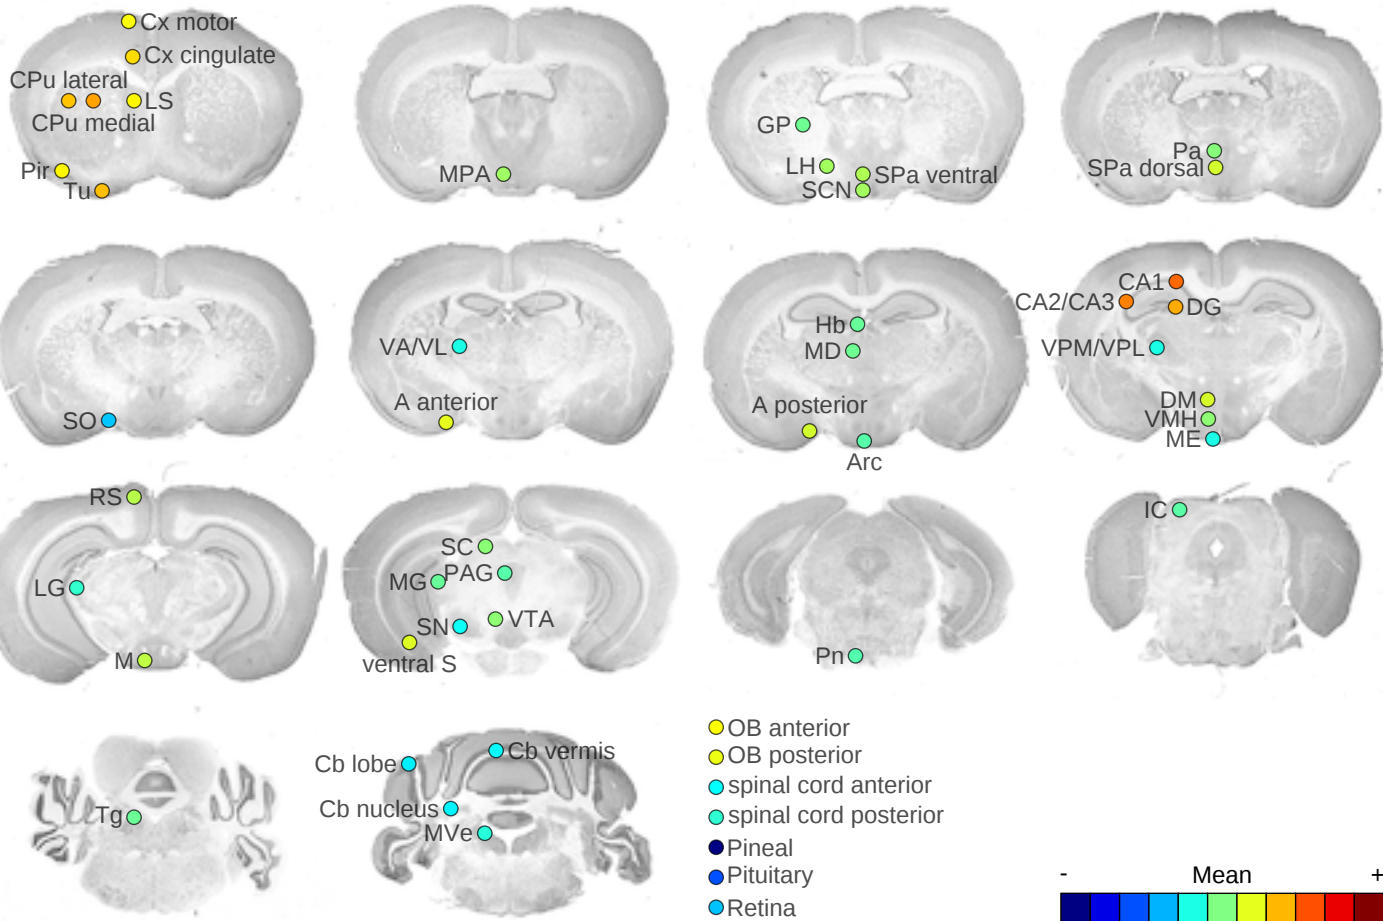 Cx motor
Cx cingulate
CPu lateral
LS
CPu medial
Pir
Tu
MPA
GP
LH
SPa ventral
SCN
Pa
SPa dorsal
SO
VA/VL
A anterior
Hb
MD
A posterior
Arc
CA1
CA2/CA3
DG
VPM/VPL
DM
VMH
ME
RS
LG
M
SC
MG
PAG
SN
VTA
ventral S
Pn
IC
Tg
Cb lobe
Cb vermis
Cb nucleus
MVe
OB anterior
OB posterior
spinal cord anterior
spinal cord posterior
Pineal
Pituitary
Retina
- Mean +